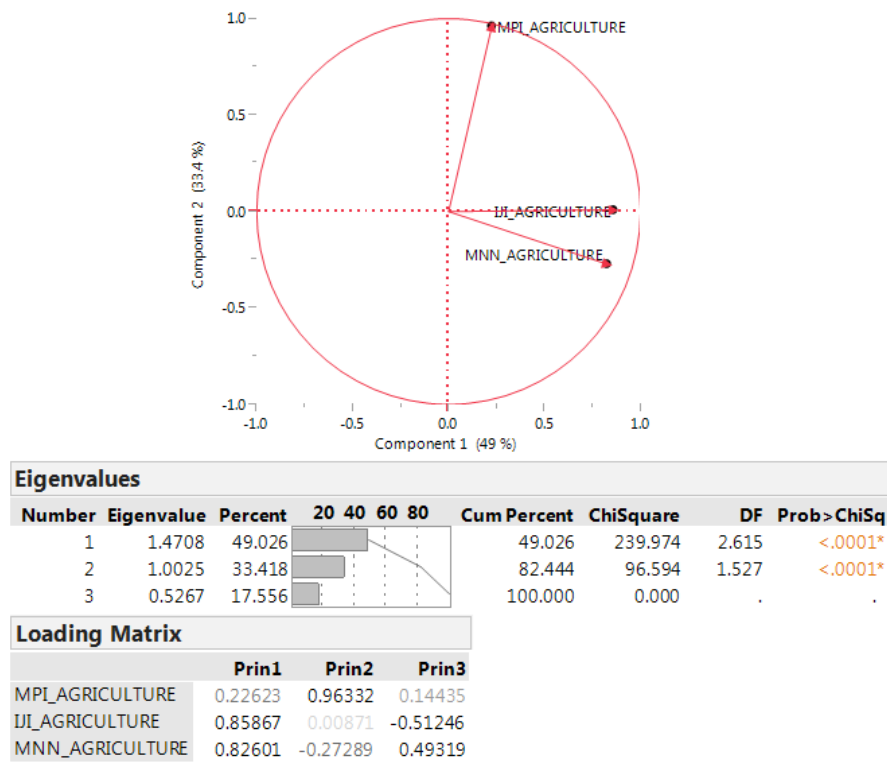 1.0
MPI_AGRICULTURE
0.5
Component 2 (33.4 %)
0.0
IJI_AGRICULTURE
MNN_AGRICULTURE
-0.5
-1.0
-1.0 -0.5 0.0 0.5 1.0
Component 1 (49 %)
Eigenvalues
Number Eigenvalue Percent 20 40 60 80 Cum Percent ChiSquare DF Prob>ChiSq
1 1.4708 49.026 49.026 239.974 2.615 <.0001*
2 1.0025 33.418 82.444 96.594 1.527 <.0001*
3 0.5267 17.556 100.000 0.000 . .
Loading Matrix
Prin1 Prin2 Prin3
MPI_AGRICULTURE 0.22623 0.96332 0.14435
IJI_AGRICULTURE 0.85867 0.00871 -0.51246
MNN_AGRICULTURE 0.82601 -0.27289 0.49319